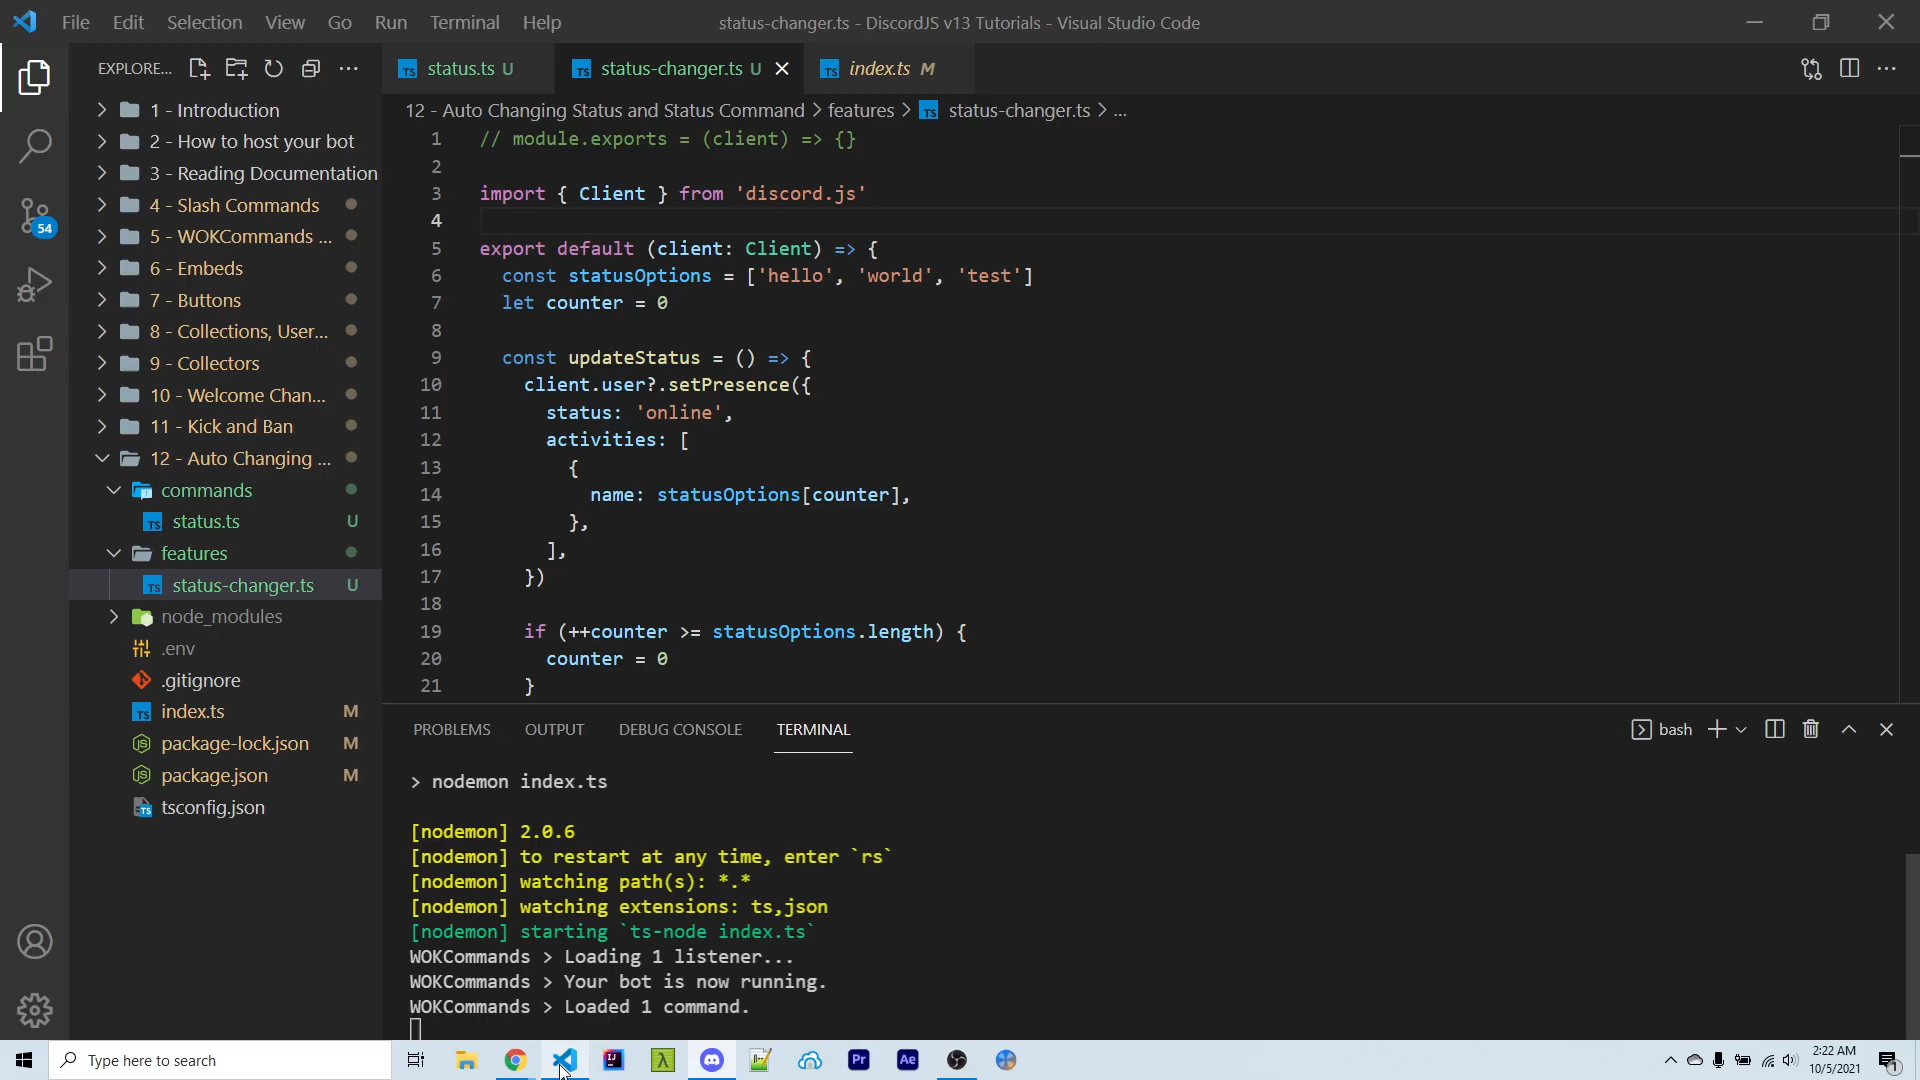 File Edit Selection View Go Run Terminal Help
status-changer.ts - DiscordJS v13 Tutorials - Visual Studio Code
EXPLORE...
status.ts U
status-changer.ts U
index.ts M
12 - Auto Changing Status and Status Command > features > TS status-changer.ts > ...
54
1 - Introduction
2 - How to host your bot
3 - Reading Documentation
4 - Slash Commands
5 - WOKCommands ...
6 - Embeds
7 - Buttons
8 - Collections, User...
9 - Collectors
10 - Welcome Chan...
11 - Kick and Ban
12 - Auto Changing ...
commands
TS status.ts U
features
TS status-changer.ts U
node_modules
.env
.gitignore
TS index.ts M
JS package-lock.json M
JS package.json M
TS tsconfig.json
1 // module.exports = (client) => {}
2
3 import { Client } from 'discord.js'
4
5 export default (client: Client) => {
6 const statusOptions = ['hello', 'world', 'test']
7 let counter = 0
8
9 const updateStatus = () => {
10 client.user?.setPresence({
11 status: 'online',
12 activities: [
13 {
14 name: statusOptions[counter],
15 },
16 ],
17 })
18
19 if (++counter >= statusOptions.length) {
20 counter = 0
21 }
PROBLEMS OUTPUT DEBUG CONSOLE TERMINAL
bash
> nodemon index.ts
[nodemon] 2.0.6
[nodemon] to restart at any time, enter `rs`
[nodemon] watching path(s): *.*
[nodemon] watching extensions: ts,json
[nodemon] starting `ts-node index.ts`
WOKCommands > Loading 1 listener...
WOKCommands > Your bot is now running.
WOKCommands > Loaded 1 command.
Type here to search
Pr
Ae
2:22 AM
10/5/2021
1